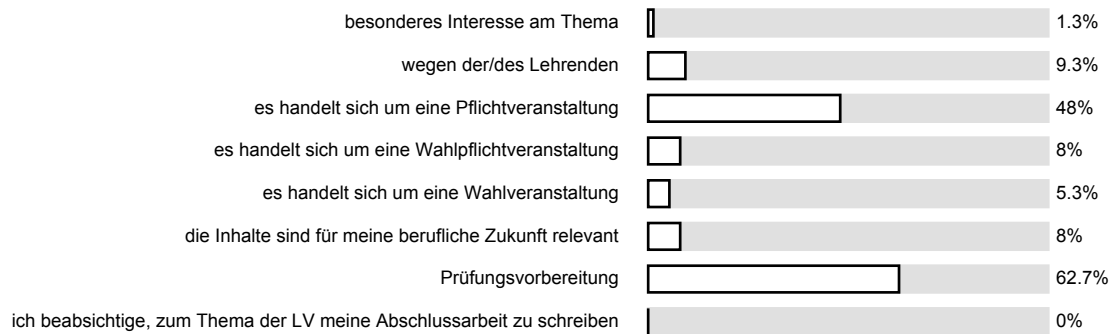 besonderes Interesse am Thema 1.3%
wegen der/des Lehrenden 9.3%
es handelt sich um eine Pflichtveranstaltung 48%
es handelt sich um eine Wahlpflichtveranstaltung 8%
es handelt sich um eine Wahlveranstaltung 5.3%
die Inhalte sind für meine berufliche Zukunft relevant 8%
Prüfungsvorbereitung 62.7%
ich beabsichtige, zum Thema der LV meine Abschlussarbeit zu schreiben 0%